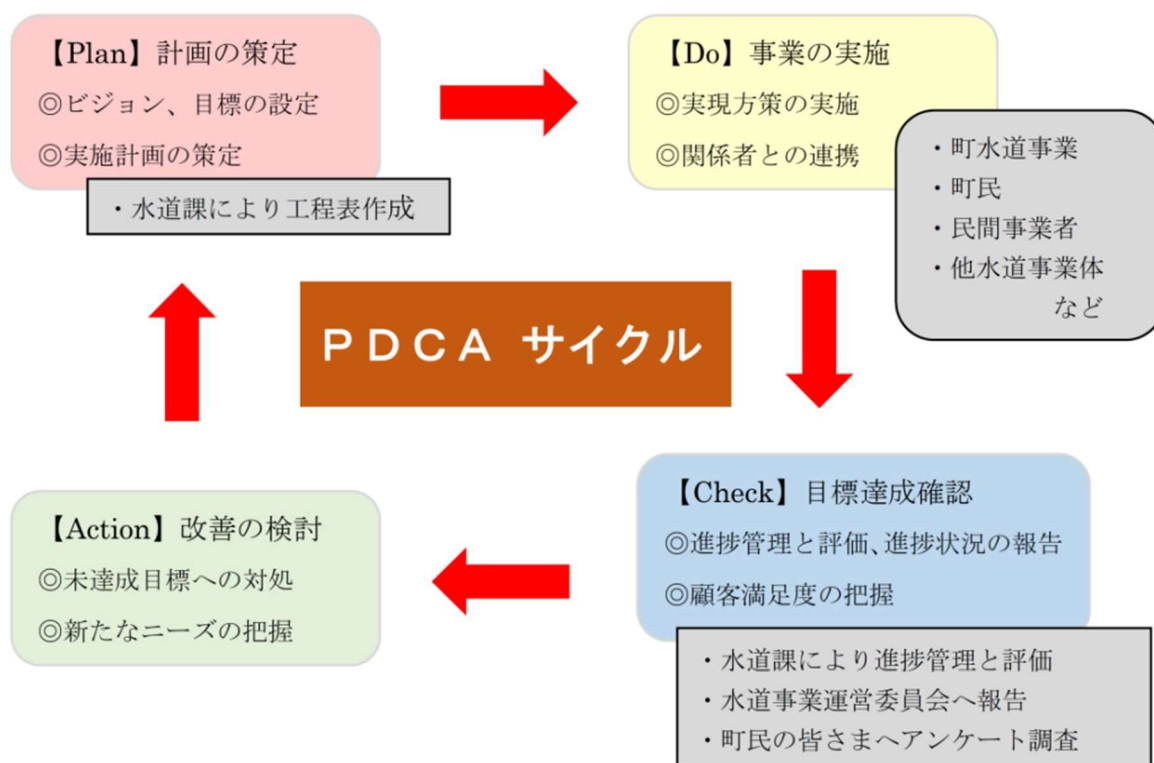 【Plan】計画の策定
◎ビジョン、目標の設定
◎実施計画の策定
・水道課により工程表作成
【Do】事業の実施
◎実現方策の実施
◎関係者との連携
・町水道事業
・町民
・民間事業者
・他水道事業体
など
PDCA サイクル
【Check】目標達成確認
◎進捗管理と評価、進捗状況の報告
◎顧客満足度の把握
・水道課により進捗管理と評価
・水道事業運営委員会へ報告
・町民の皆さまへアンケート調査
【Action】改善の検討
◎未達成目標への対処
◎新たなニーズの把握